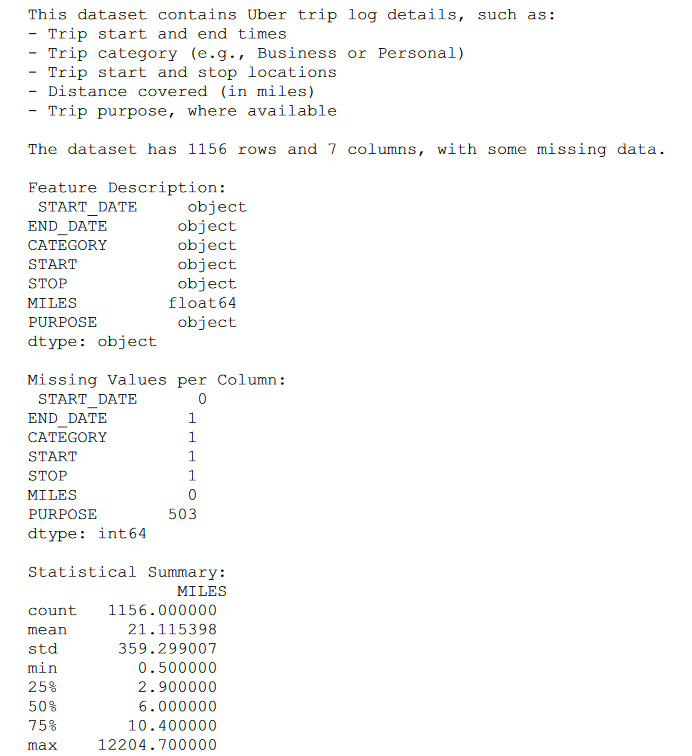 This dataset contains Uber trip log details, such as:
- Trip start and end times
- Trip category (e.g., Business or Personal)
- Trip start and stop locations
- Distance covered (in miles)
- Trip purpose, where available
The dataset has 1156 rows and 7 columns, with some missing data.
Feature Description:
START_DATE object
END_DATE object
CATEGORY object
START object
STOP object
MILES float64
PURPOSE object
dtype: object
Missing Values per Column:
START_DATE 0
END_DATE 1
CATEGORY 1
START 1
STOP 1
MILES 0
PURPOSE 503
dtype: int64
Statistical Summary:
MILES
count 1156.000000
mean 21.115398
std 359.299007
min 0.500000
25% 2.900000
50% 6.000000
75% 10.400000
max 12204.700000